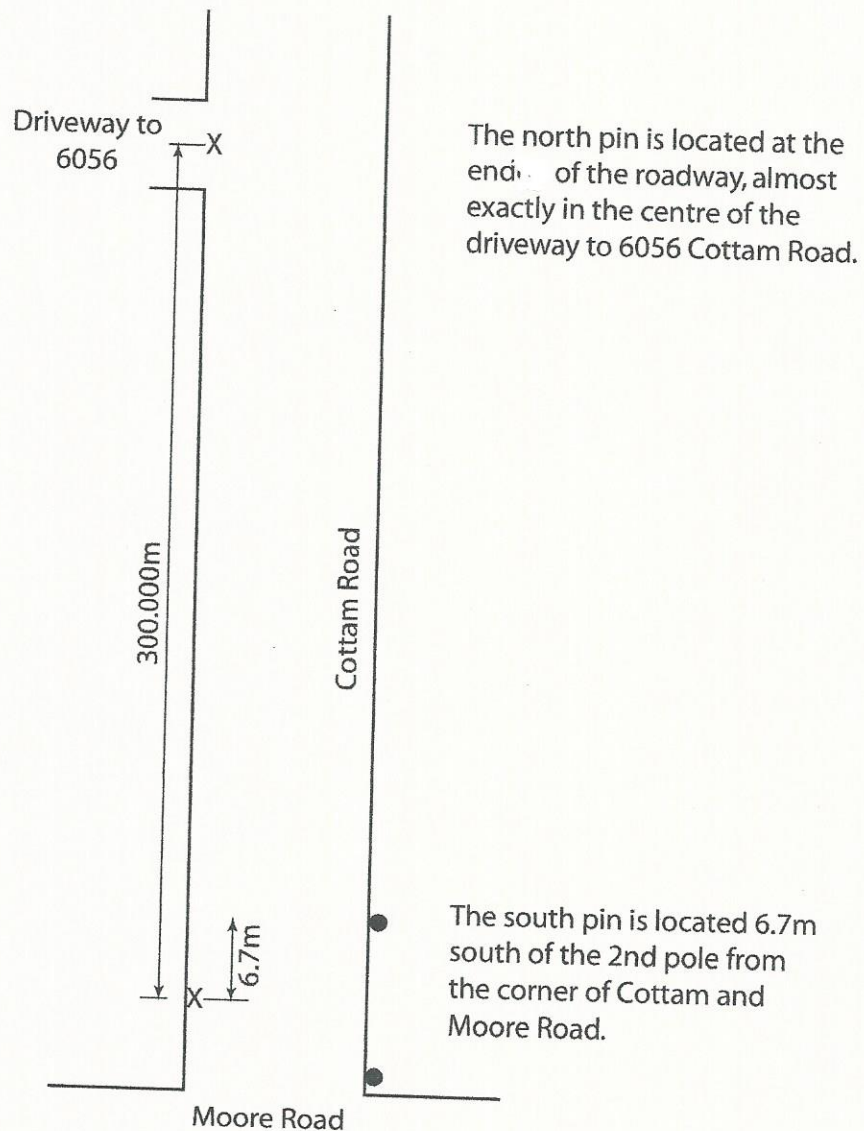 Driveway to
6056
X
The north pin is located at the
end of the roadway, almost
exactly in the centre of the
driveway to 6056 Cottam Road.
300.000m
Cottam Road
6.7m
X
The south pin is located 6.7m
south of the 2nd pole from
the corner of Cottam and
Moore Road.
Moore Road